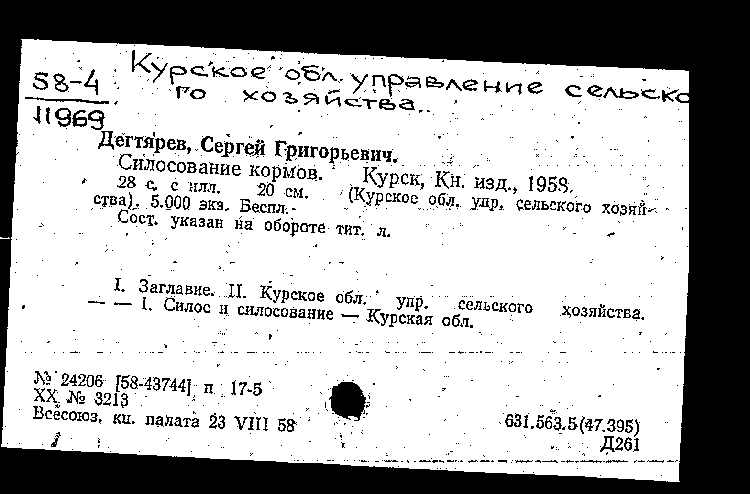 Курское обл. управление сельско
го хозяйства.
58-4
11969
Дегтярев, Сергей Григорьевич.
Силосование кормов. Курск, Кн. изд., 1958.
28 с. с илл. 20 см. (Курское обл. упр. сельского хозяй-
ства). 5.000 экз. Беспл.
Сост. указан на обороте тит. л.
I. Заглавие. II. Курское обл. упр. сельского хозяйства.
— — 1. Силос и силосование — Курская обл.
№ 24206 [58-43744] п 17-5
XX № 3213
Всесоюз. кн. палата 23 VIII 58
631.563.5(47.395)
Д261